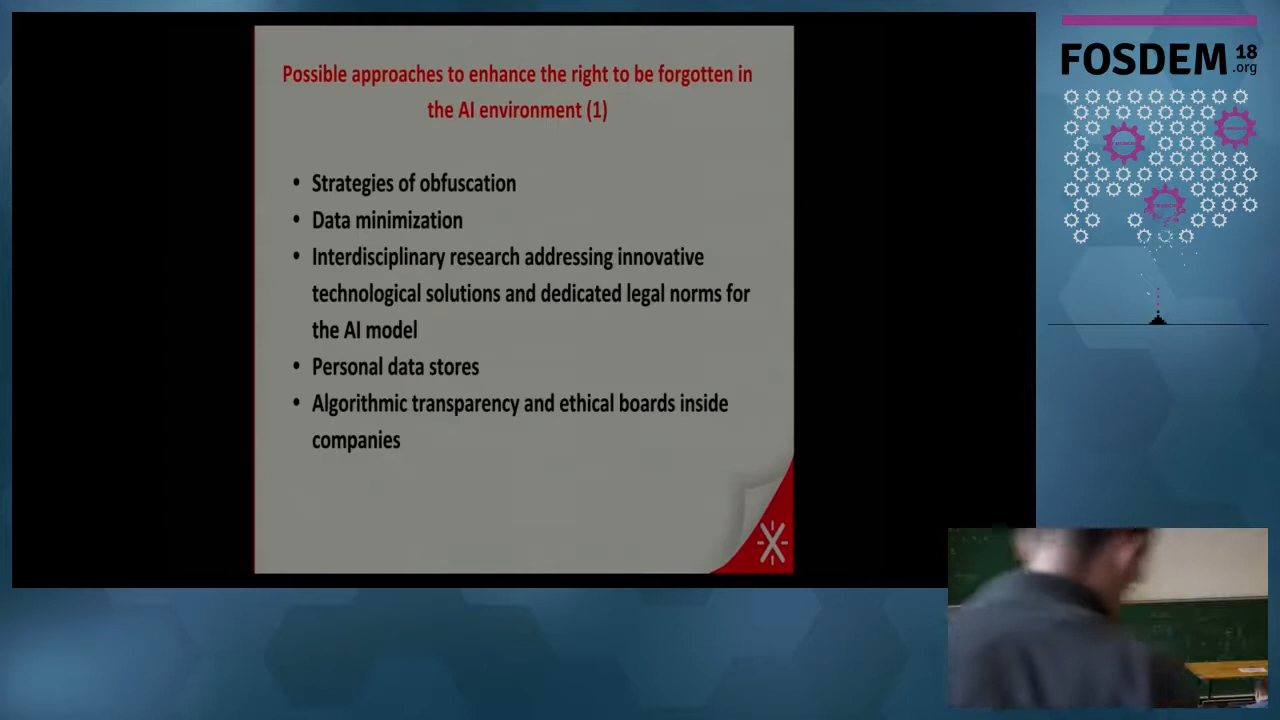 Possible approaches to enhance the right to be forgotten in
the AI environment (1)
• Strategies of obfuscation
• Data minimization
• Interdisciplinary research addressing innovative
technological solutions and dedicated legal norms for
the AI model
• Personal data stores
• Algorithmic transparency and ethical boards inside
companies
FOSDEM 18
.org